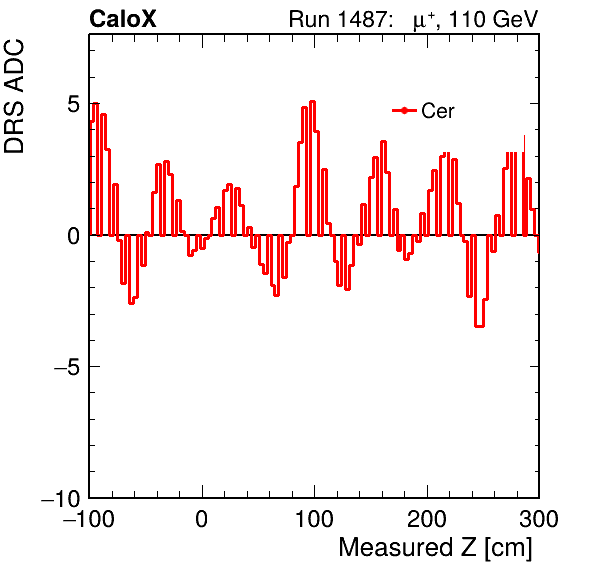 CaloX Run 1487: μ⁺, 110 GeV
DRS ADC
Cer
5
0
−5
−10
−100 0 100 200 300
Measured Z [cm]